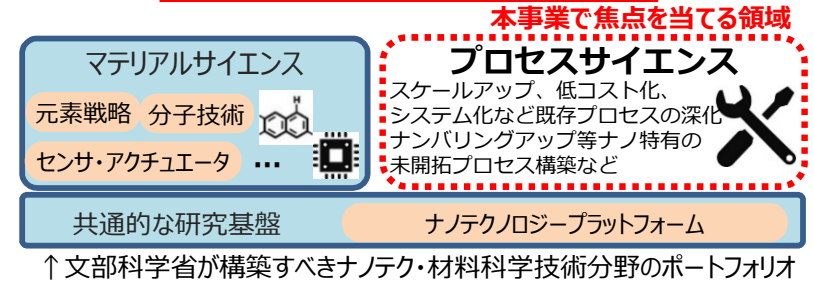 本事業で焦点を当てる領域
マテリアルサイエンス
元素戦略 分子技術
センサ・アクチュエータ …
プロセスサイエンス
スケールアップ、低コスト化、
システム化など既存プロセスの深化
ナンバリングアップ等ナノ特有の
未開拓プロセス構築など
共通的な研究基盤 ナノテクノロジープラットフォーム
↑文部科学省が構築すべきナノテク・材料科学技術分野のポートフォリオ